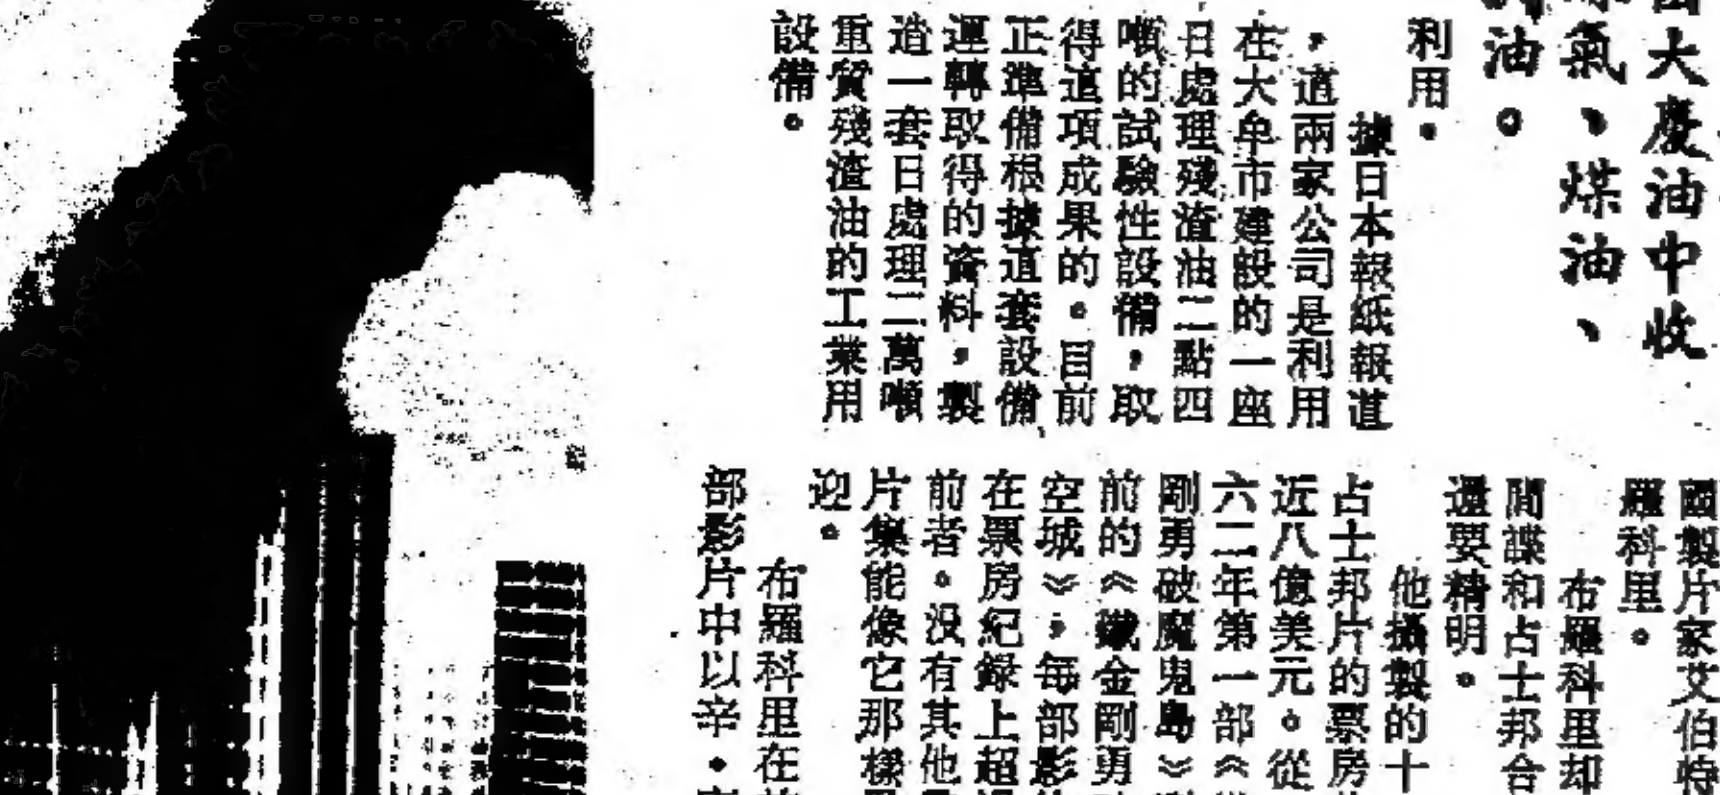 國大慶油中收
氣、煤油、
油。
利用。
據日本報紙報道
，這兩家公司是利用
在大牟市建設的一座
日處理殘渣油二點四
噸的試驗性設備，取
得這項成果的。目前
正準備根據這套設備
運轉取得的資料，製
造一套日處理二萬噸
重質殘渣油的工業用
設備。
國製片家艾伯特
羅科里。
布羅科里却
間諜和占士邦合
還要精明。
他攝製的十
占士邦片的票房
近八億美元。從
六二年第一部《
剛勇破魔鬼島》
前的《鐵金剛勇
空城》，每部影
在票房紀錄上超
前者。没有其他
片集能像它那樣
迎。
布羅科里在
部影片中以辛·